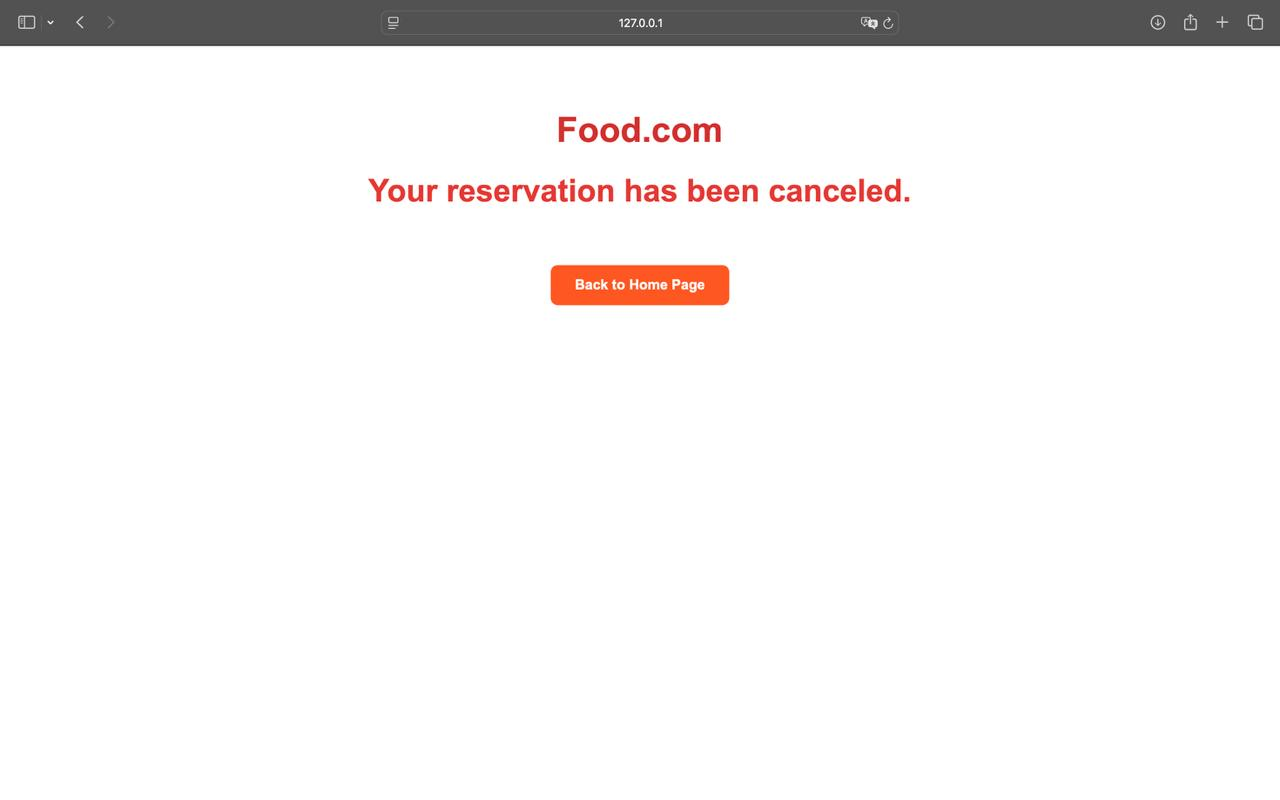 127.0.0.1
Food.com
Your reservation has been canceled.
Back to Home Page